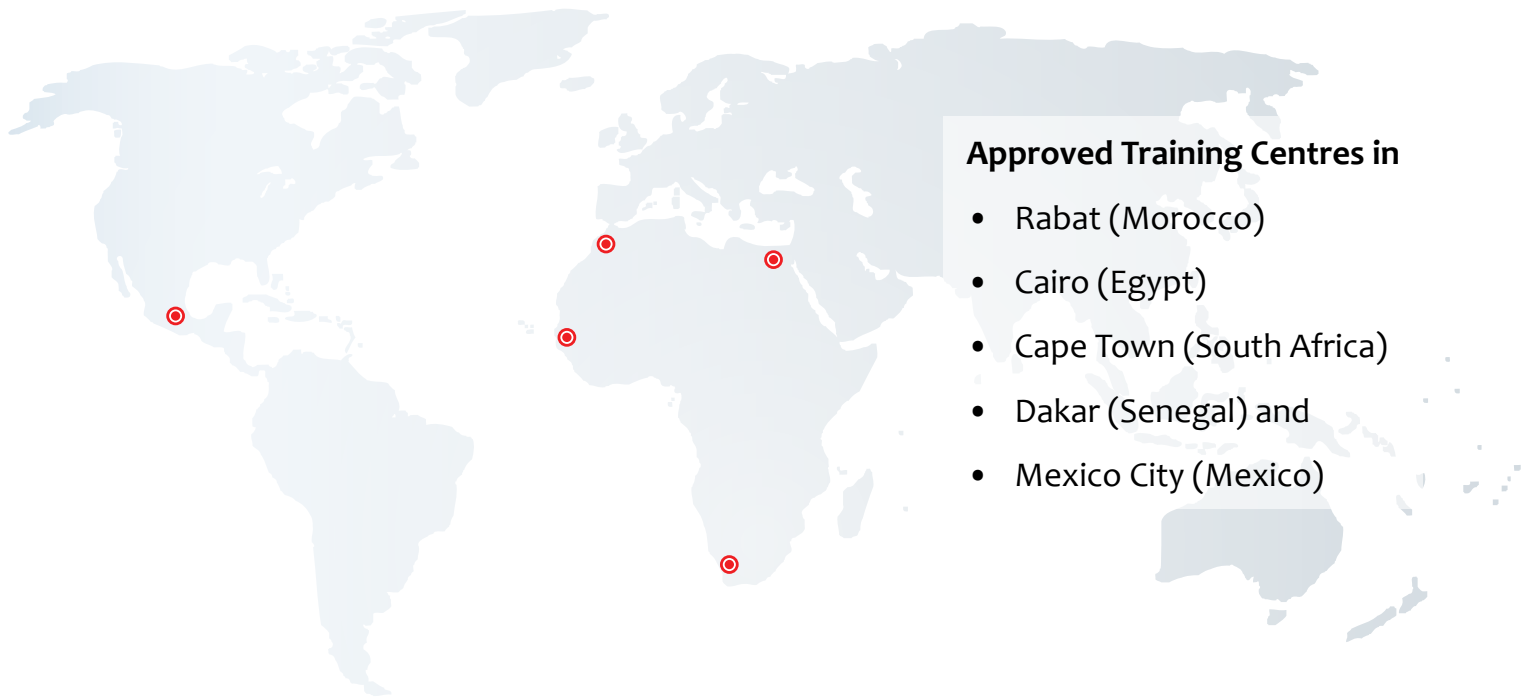 Approved Training Centres in
• Rabat (Morocco)
• Cairo (Egypt)
• Cape Town (South Africa)
• Dakar (Senegal) and
• Mexico City (Mexico)